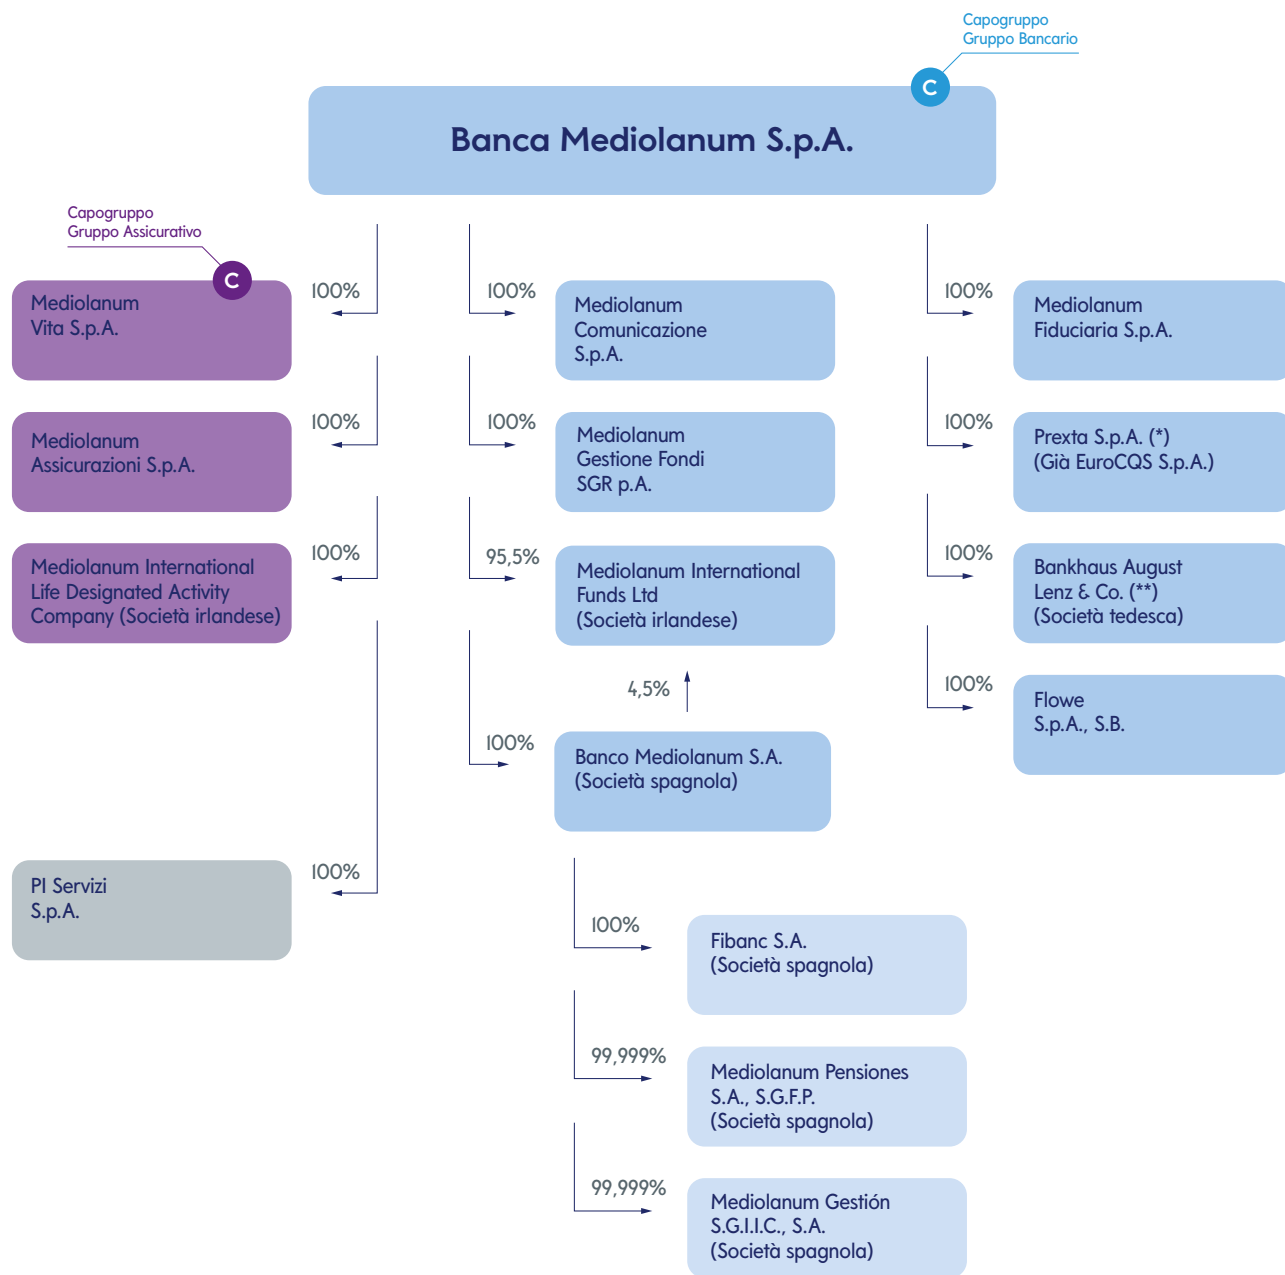 Capogruppo
Gruppo Bancario
C
Banca Mediolanum S.p.A.
Capogruppo
Gruppo Assicurativo
C
100%
Mediolanum
Vita S.p.A.
100%
Mediolanum
Assicurazioni S.p.A.
100%
Mediolanum International
Life Designated Activity
Company (Società irlandese)
100%
PI Servizi
S.p.A.
100%
Mediolanum
Comunicazione
S.p.A.
100%
Mediolanum
Gestione Fondi
SGR p.A.
95,5%
Mediolanum International
Funds Ltd
(Società irlandese)
4,5%
100%
Banco Mediolanum S.A.
(Società spagnola)
100%
Fibanc S.A.
(Società spagnola)
99,999%
Mediolanum Pensiones
S.A., S.G.F.P.
(Società spagnola)
99,999%
Mediolanum Gestión
S.G.I.I.C., S.A.
(Società spagnola)
100%
Mediolanum
Fiduciaria S.p.A.
100%
Prexta S.p.A. (*)
(Già EuroCQS S.p.A.)
100%
Bankhaus August
Lenz & Co. (**)
(Società tedesca)
100%
Flowe
S.p.A., S.B.